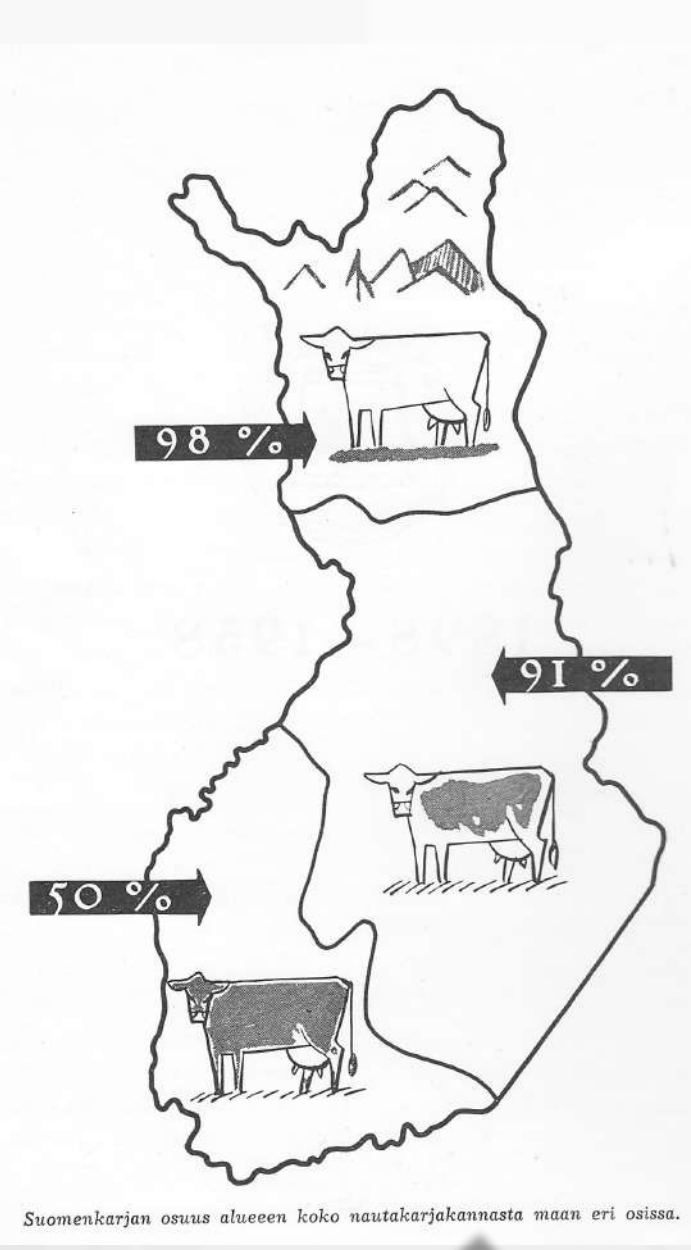 98 %
91 %
50 %
Suomenkarjan osuus alueeen koko nautakarjakannasta maan eri osissa.